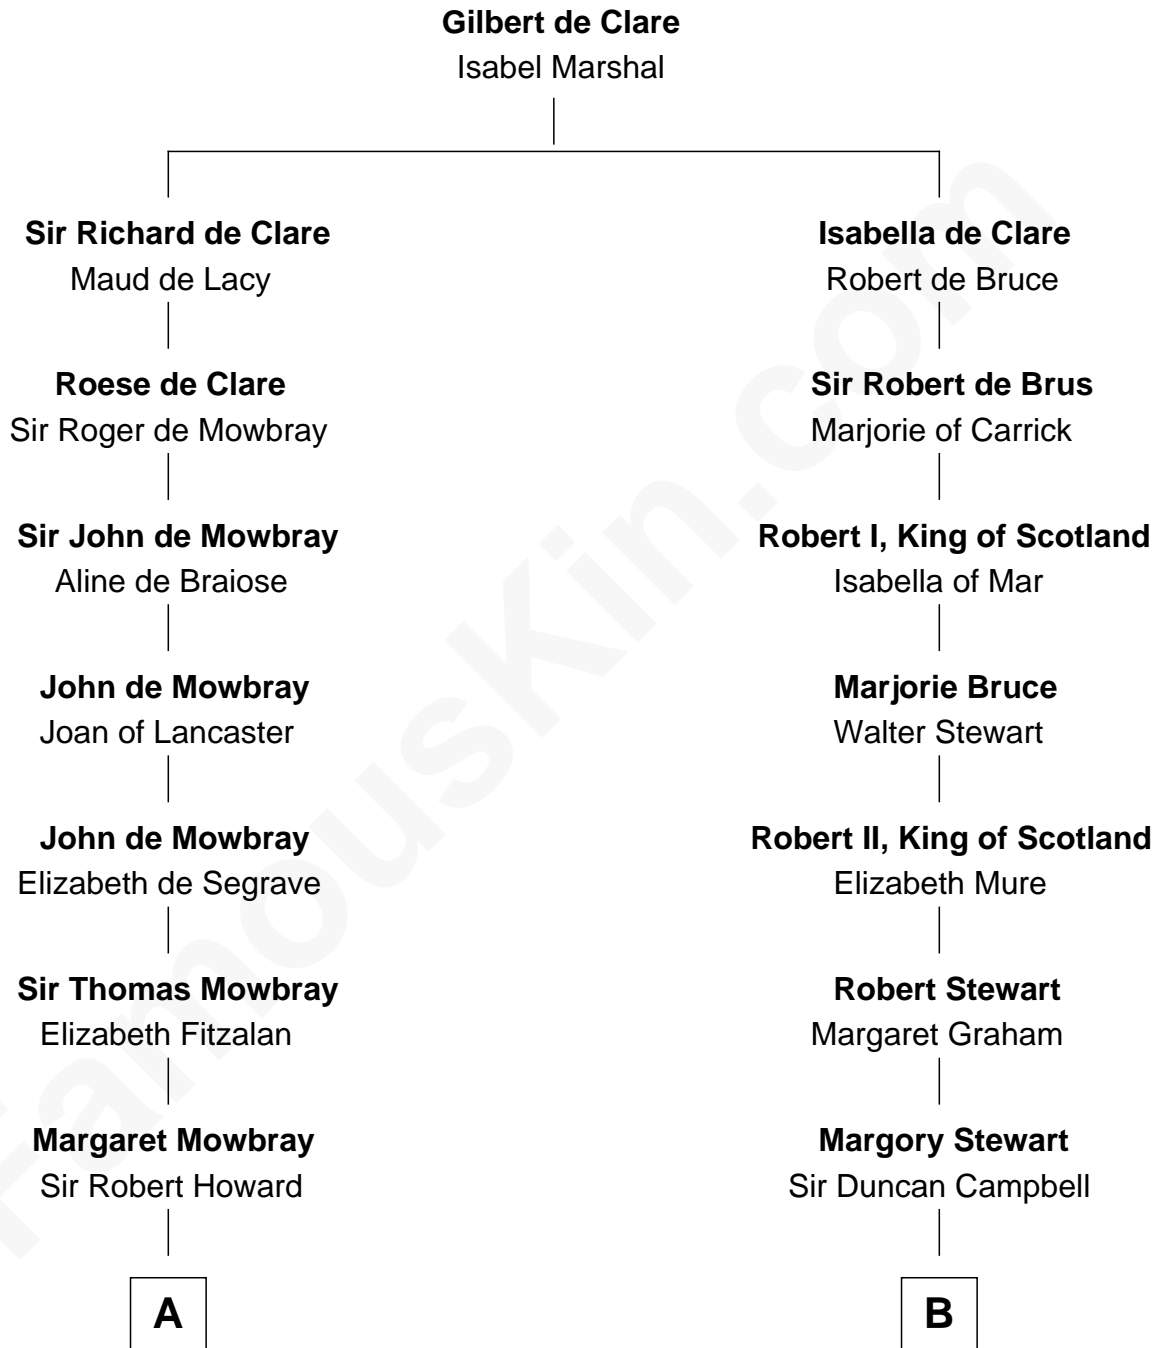 Gilbert de Clare
Isabel Marshal
Sir Richard de Clare
Maud de Lacy
Isabella de Clare
Robert de Bruce
Roese de Clare
Sir Roger de Mowbray
Sir Robert de Brus
Marjorie of Carrick
Sir John de Mowbray
Aline de Braiose
Robert I, King of Scotland
Isabella of Mar
John de Mowbray
Joan of Lancaster
Marjorie Bruce
Walter Stewart
John de Mowbray
Elizabeth de Segrave
Robert II, King of Scotland
Elizabeth Mure
Sir Thomas Mowbray
Elizabeth Fitzalan
Robert Stewart
Margaret Graham
Margaret Mowbray
Sir Robert Howard
Margory Stewart
Sir Duncan Campbell
A
B
FamousKin.com